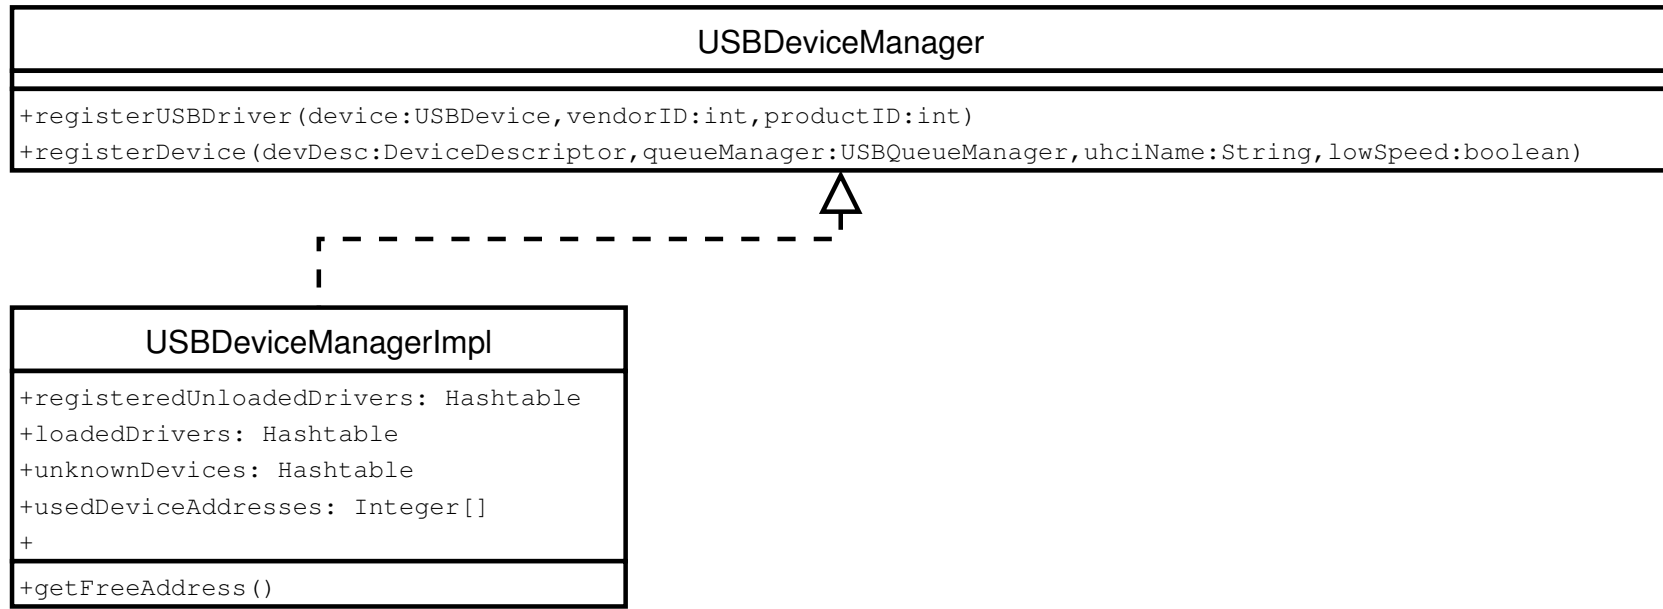 USBDeviceManager
+registerUSBDriver(device:USBDevice,vendorID:int,productID:int)
+registerDevice(devDesc:DeviceDescriptor,queueManager:USBQueueManager,uhciName:String,lowSpeed:boolean)
USBDeviceManagerImpl
+registeredUnloadedDrivers: Hashtable
+loadedDrivers: Hashtable
+unknownDevices: Hashtable
+usedDeviceAddresses: Integer[]
+
+getFreeAddress()